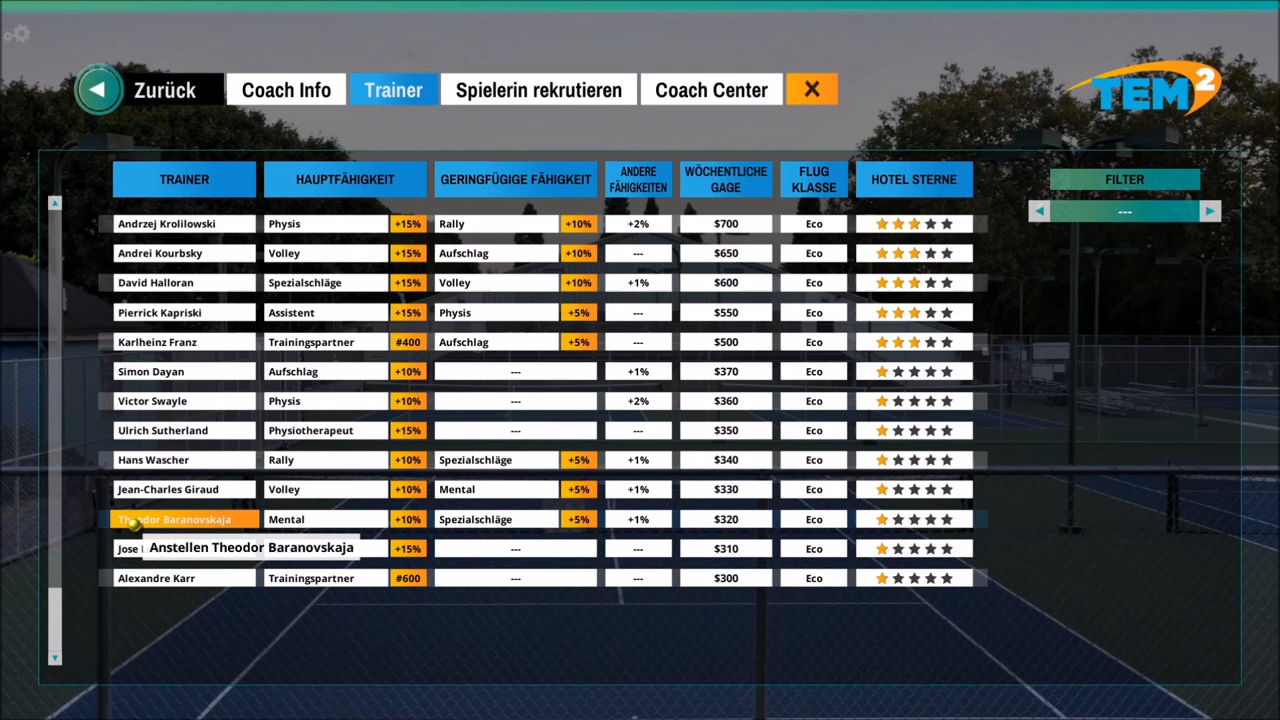 Zurück Coach Info Trainer Spielerin rekrutieren Coach Center X
TEM 2
TRAINER HAUPTFÄHIGKEIT GERINGFÜGIGE FÄHIGKEIT ANDERE FÄHIGKEITEN WÖCHENTLICHE GAGE FLUG KLASSE HOTEL STERNE FILTER
---
Andrzej Krolilowski Physis +15% Rally +10% +2% $700 Eco
Andrei Kourbsky Volley +15% Aufschlag +10% --- $650 Eco
David Halloran Spezialschläge +15% Volley +10% +1% $600 Eco
Pierrick Kapriski Assistent +15% Physis +5% --- $550 Eco
Karlheinz Franz Trainingspartner #400 Aufschlag +5% --- $500 Eco
Simon Dayan Aufschlag +10% --- +1% $370 Eco
Victor Swayle Physis +10% --- +2% $360 Eco
Ulrich Sutherland Physiotherapeut +15% --- --- $350 Eco
Hans Wascher Rally +10% Spezialschläge +5% +1% $340 Eco
Jean-Charles Giraud Volley +10% Mental +5% +1% $330 Eco
Theodor Baranovskaja Mental +10% Spezialschläge +5% +1% $320 Eco
Jose Anstellen Theodor Baranovskaja +15% --- --- $310 Eco
Alexandre Karr Trainingspartner #600 --- --- $300 Eco